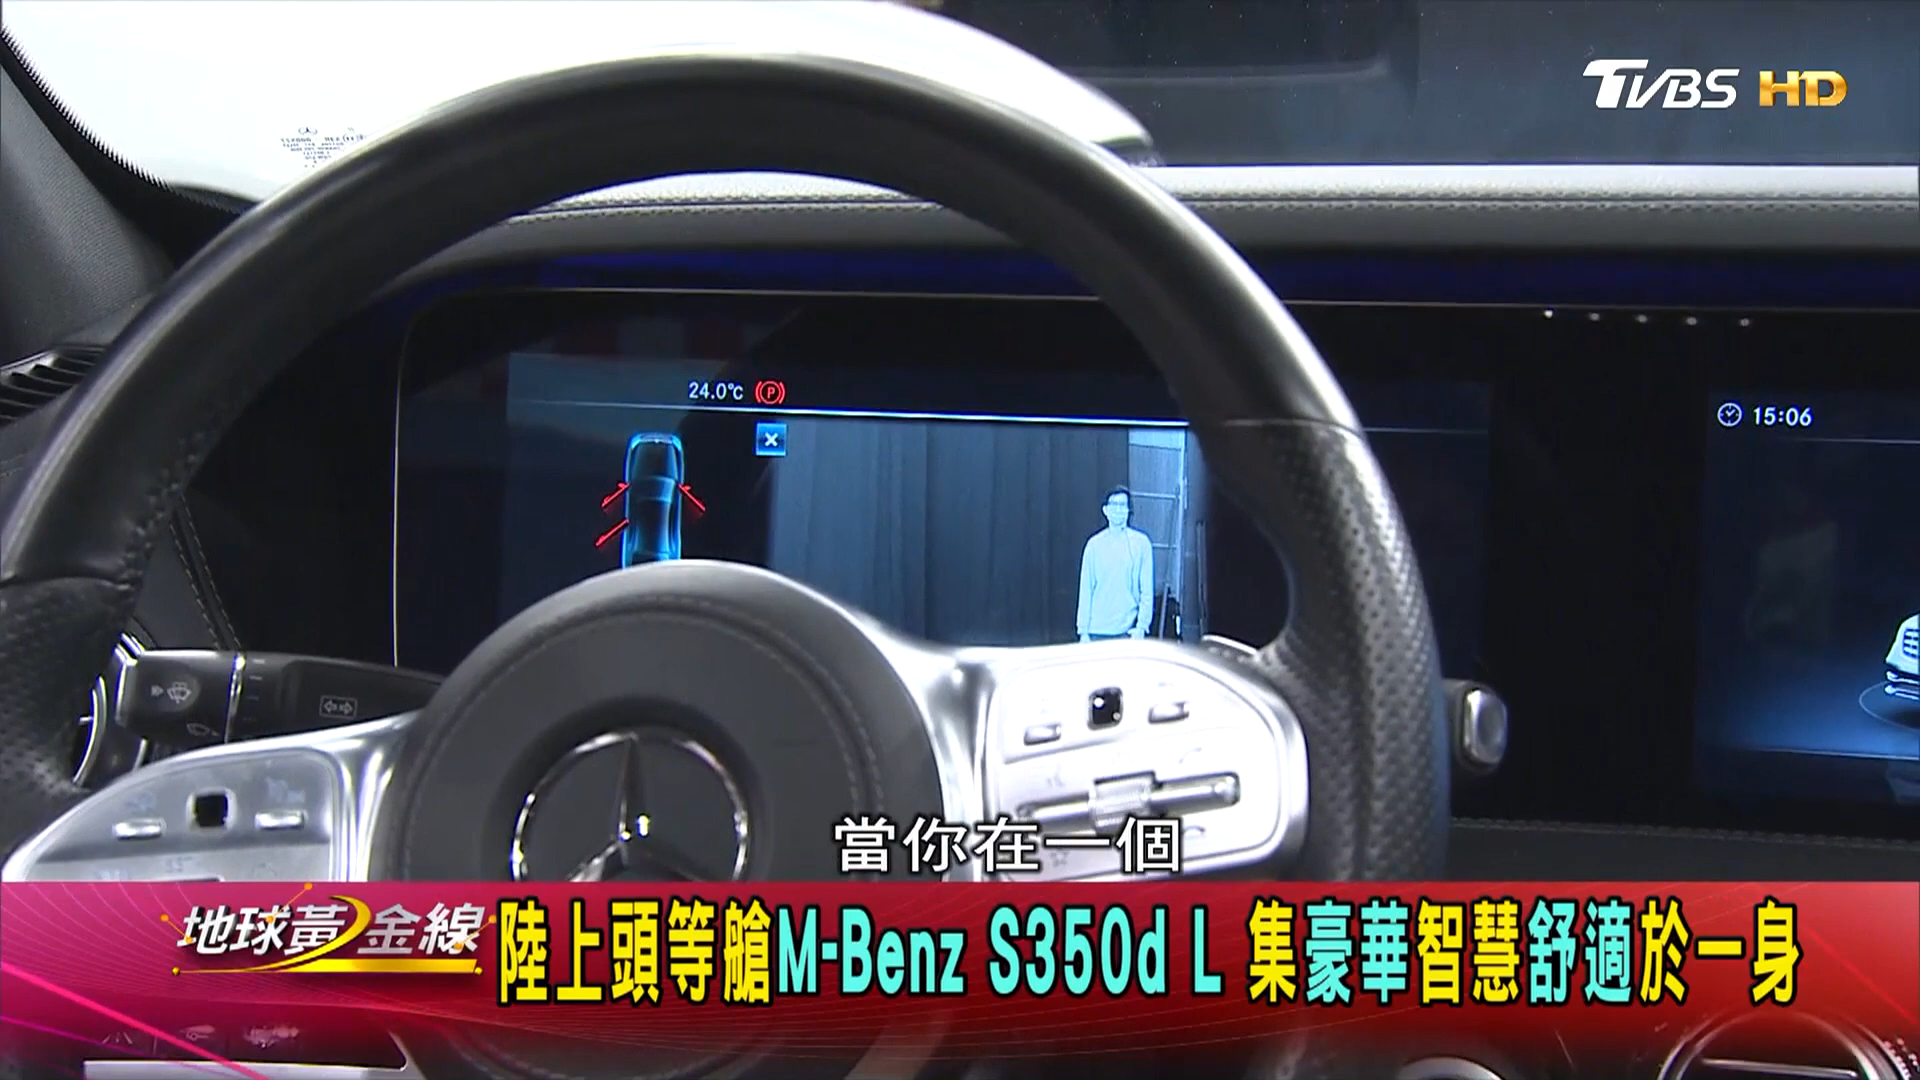 TVBS HD
24.0℃ (P)
×
15:06
當你在一個
地球黃金線
陸上頭等艙M-Benz S350d L 集豪華智慧舒適於一身